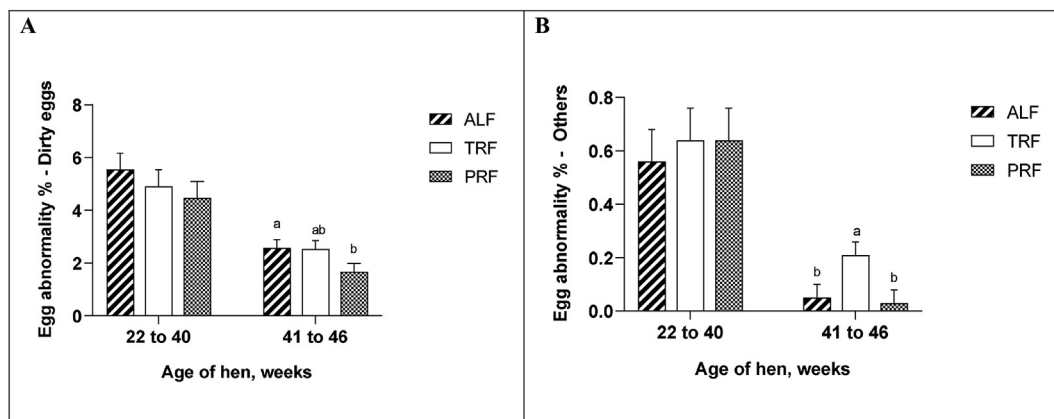 A
Egg abnormality % - Dirty eggs
8
6
4
2
0
a
ab
b
22 to 40
41 to 46
Age of hen, weeks
ALF
TRF
PRF
B
Egg abnormality % - Others
0.8
0.6
0.4
0.2
0.0
b
a
b
22 to 40
41 to 46
Age of hen, weeks
ALF
TRF
PRF